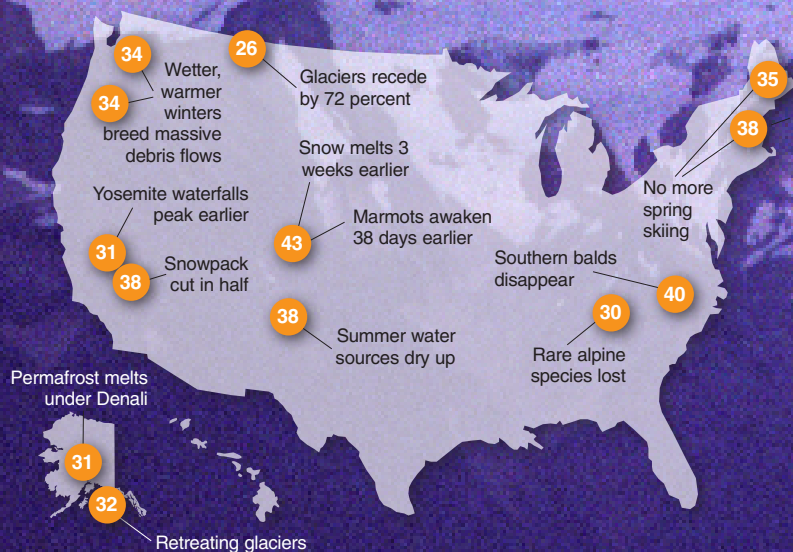 34
34
Wetter,
warmer
winters
breed massive
debris flows
26
Glaciers recede
by 72 percent
35
38
No more
spring
skiing
Snow melts 3
weeks earlier
43
Marmots awaken
38 days earlier
Yosemite waterfalls
peak earlier
31
38
Snowpack
cut in half
38
Summer water
sources dry up
Southern balds
disappear
40
30
Rare alpine
species lost
Permafrost melts
under Denali
31
32
Retreating glaciers